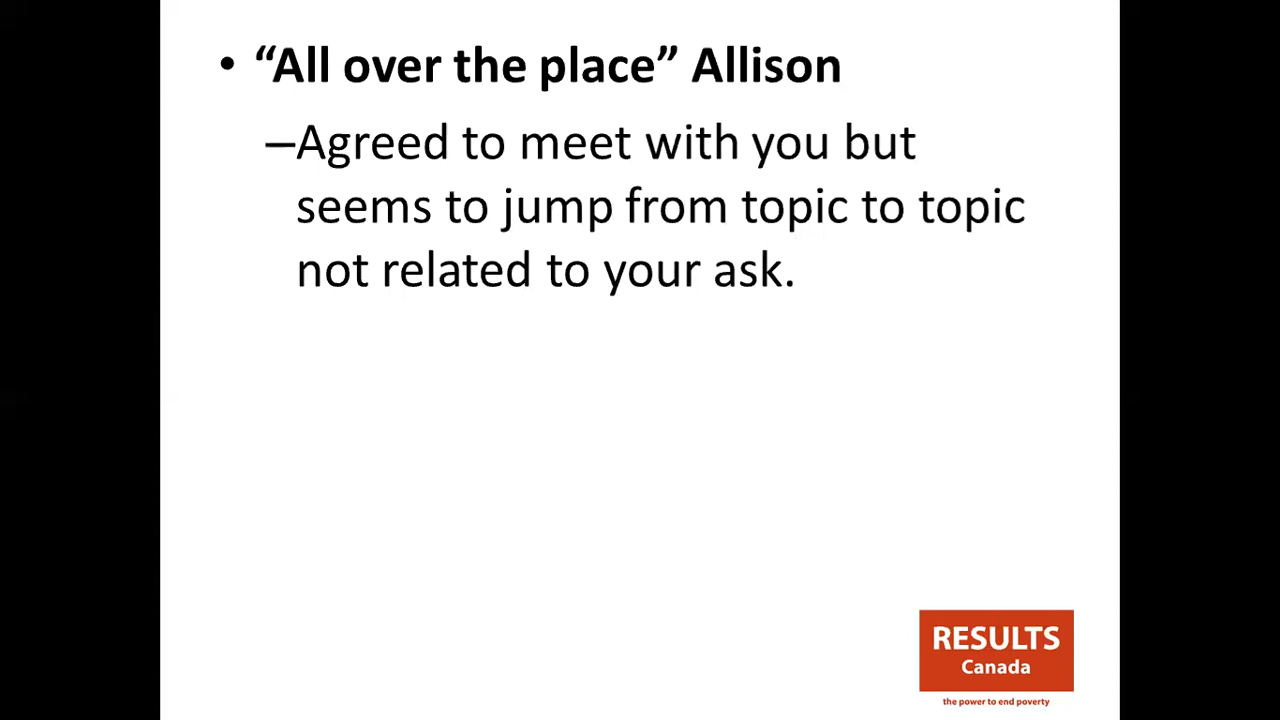 • “All over the place” Allison
–Agreed to meet with you but
seems to jump from topic to topic
not related to your ask.
RESULTS
Canada
the power to end poverty